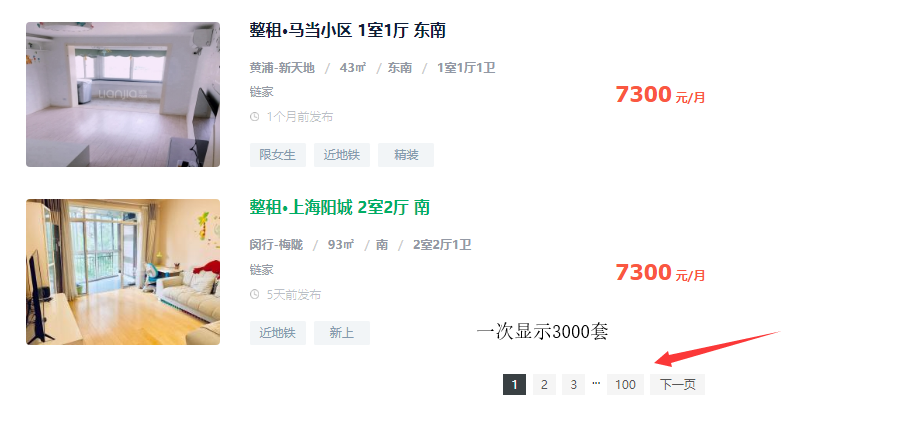 整租·马当小区 1室1厅 东南
黄浦-新天地 / 43㎡ / 东南 / 1室1厅1卫
链家
7300 元/月
1个月前发布
限女生 近地铁 精装
Lianjia
整租·上海阳城 2室2厅 南
闵行-梅陇 / 93㎡ / 南 / 2室2厅1卫
链家
7300 元/月
5天前发布
近地铁 新上
一次显示3000套
1 2 3 ... 100 下一页